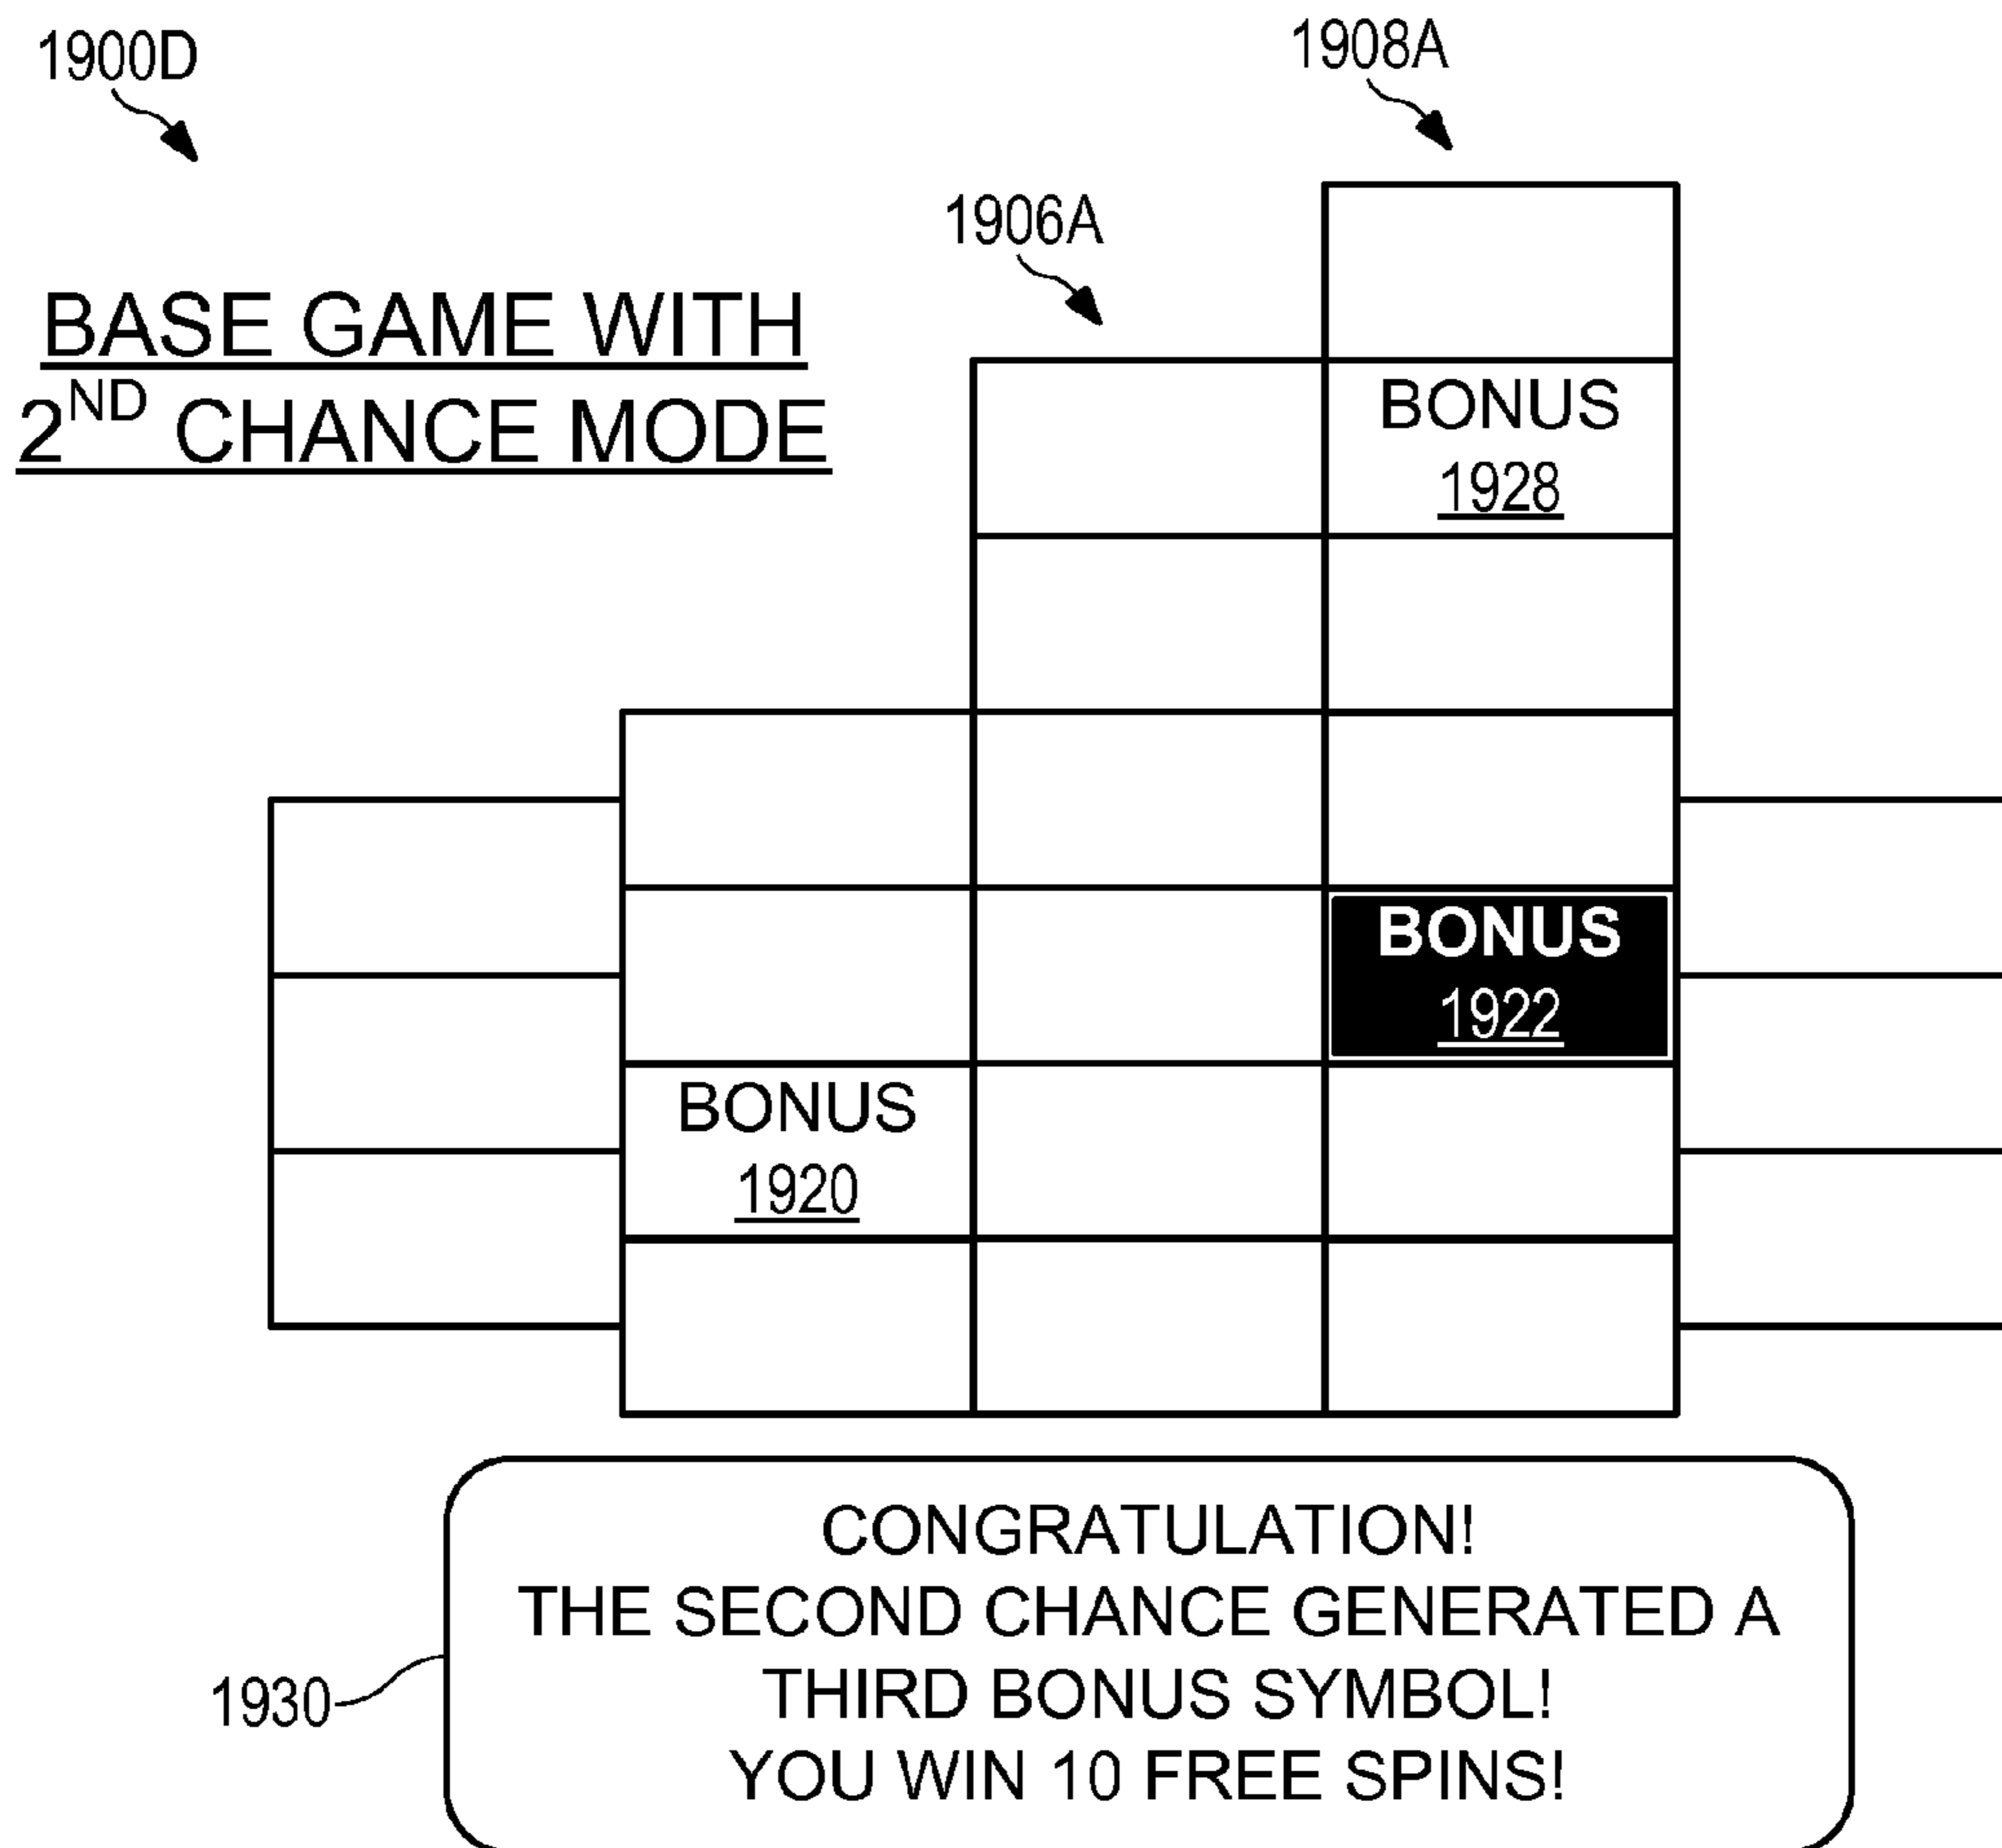 1900D
1908A
1906A
BASE GAME WITH
2ND CHANCE MODE
BONUS
1928
BONUS
1922
BONUS
1920
CONGRATULATION!
THE SECOND CHANCE GENERATED A
THIRD BONUS SYMBOL!
YOU WIN 10 FREE SPINS!
1930